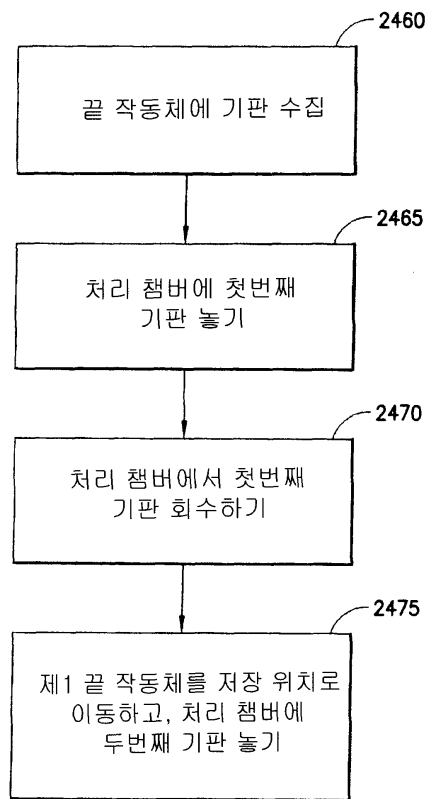 2460
끝 작동체에 기판 수집
2465
처리 챔버에 첫번째
기판 놓기
2470
처리 챔버에서 첫번째
기판 회수하기
2475
제1 끝 작동체를 저장 위치로
이동하고, 처리 챔버에
두번째 기판 놓기